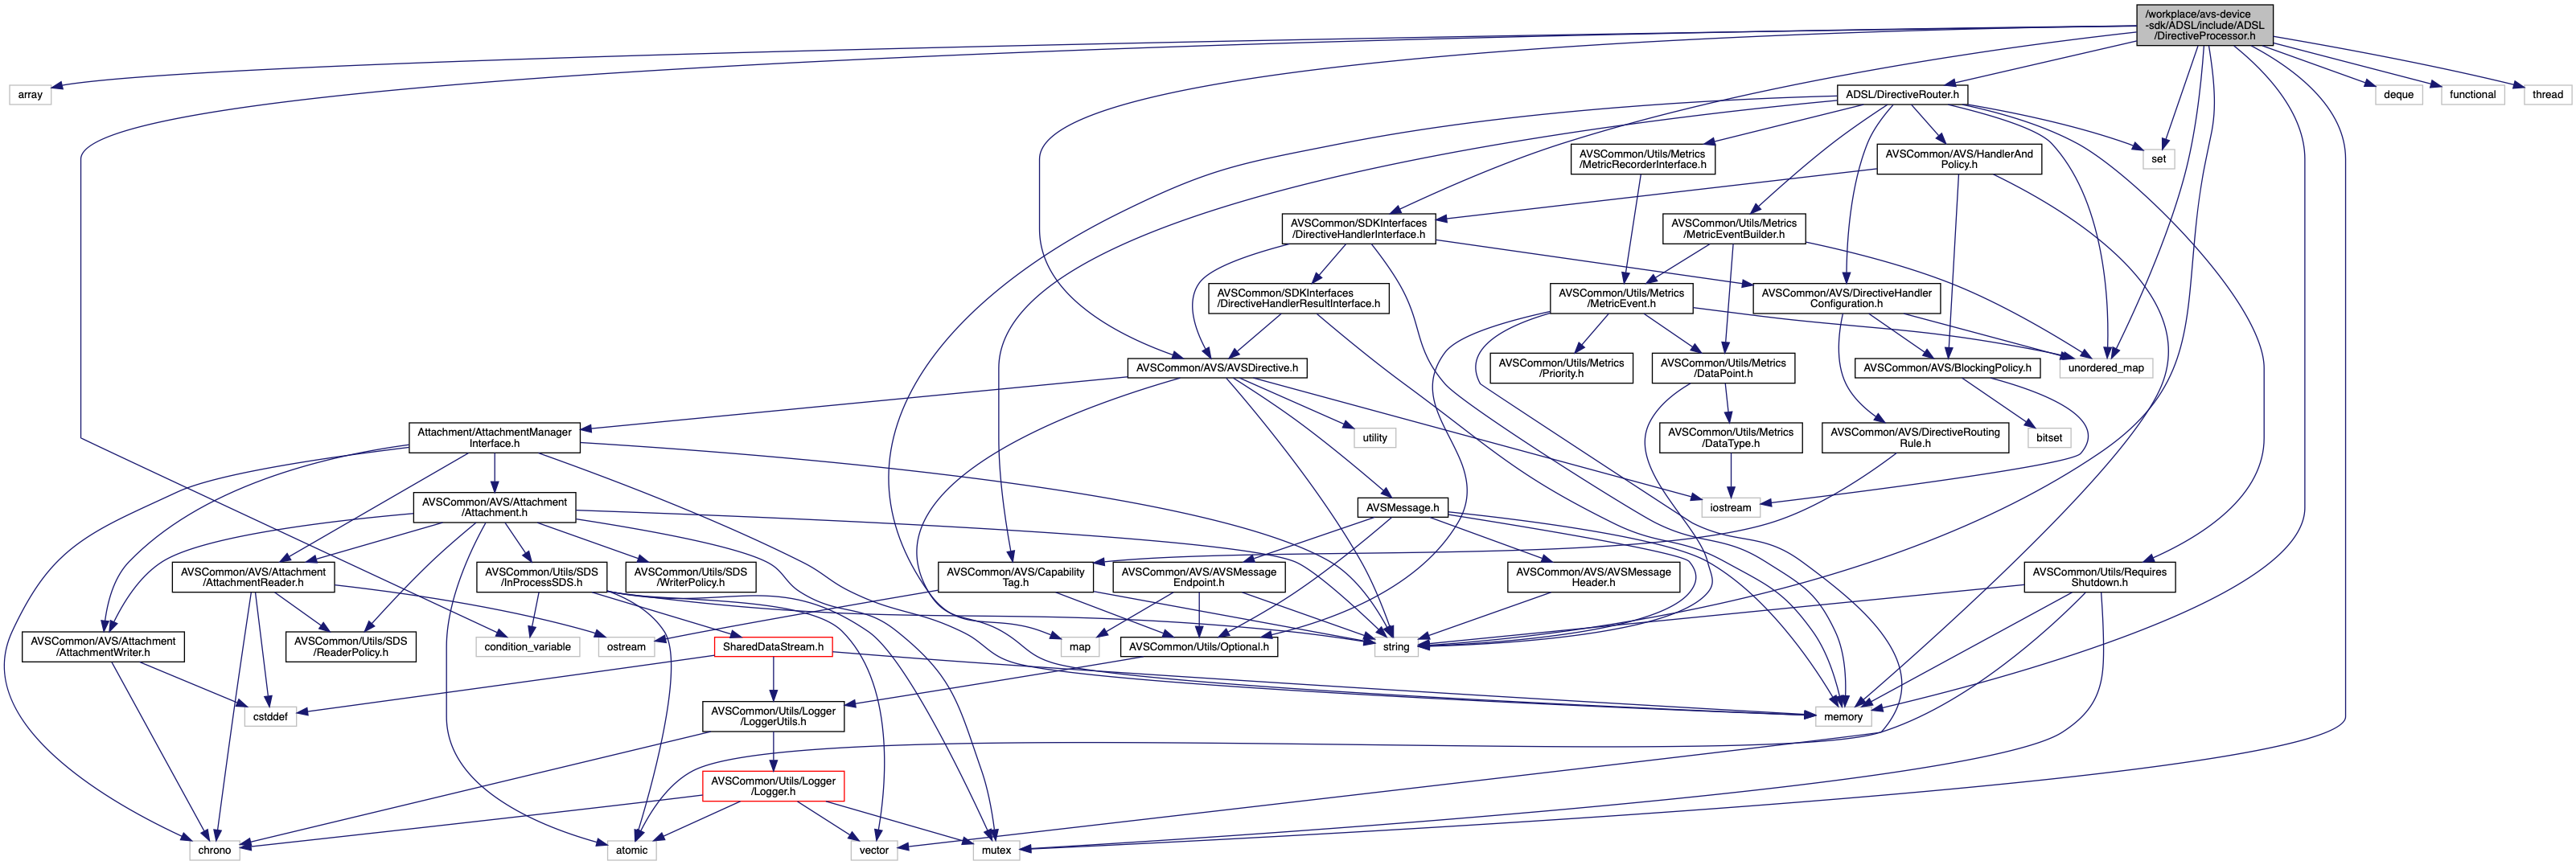 /workplace/avs-device
-sdk/ADSL/include/ADSL
/DirectiveProcessor.h
array
ADSL/DirectiveRouter.h
deque
functional
thread
AVSCommon/Utils/Metrics
/MetricRecorderInterface.h
AVSCommon/AVS/HandlerAnd
Policy.h
set
AVSCommon/SDKInterfaces
/DirectiveHandlerInterface.h
AVSCommon/Utils/Metrics
/MetricEventBuilder.h
AVSCommon/SDKInterfaces
/DirectiveHandlerResultInterface.h
AVSCommon/Utils/Metrics
/MetricEvent.h
AVSCommon/AVS/DirectiveHandler
Configuration.h
AVSCommon/AVS/AVSDirective.h
AVSCommon/Utils/Metrics
/Priority.h
AVSCommon/Utils/Metrics
/DataPoint.h
AVSCommon/AVS/BlockingPolicy.h
unordered_map
Attachment/AttachmentManager
Interface.h
utility
AVSCommon/Utils/Metrics
/DataType.h
AVSCommon/AVS/DirectiveRouting
Rule.h
bitset
AVSCommon/AVS/Attachment
/Attachment.h
AVSMessage.h
iostream
AVSCommon/AVS/Attachment
/AttachmentReader.h
AVSCommon/Utils/SDS
/InProcessSDS.h
AVSCommon/Utils/SDS
/WriterPolicy.h
AVSCommon/AVS/Capability
Tag.h
AVSCommon/AVS/AVSMessage
Endpoint.h
AVSCommon/AVS/AVSMessage
Header.h
AVSCommon/Utils/Requires
Shutdown.h
AVSCommon/AVS/Attachment
/AttachmentWriter.h
AVSCommon/Utils/SDS
/ReaderPolicy.h
condition_variable
ostream
SharedDataStream.h
map
AVSCommon/Utils/Optional.h
string
cstddef
AVSCommon/Utils/Logger
/LoggerUtils.h
memory
AVSCommon/Utils/Logger
/Logger.h
chrono
atomic
vector
mutex